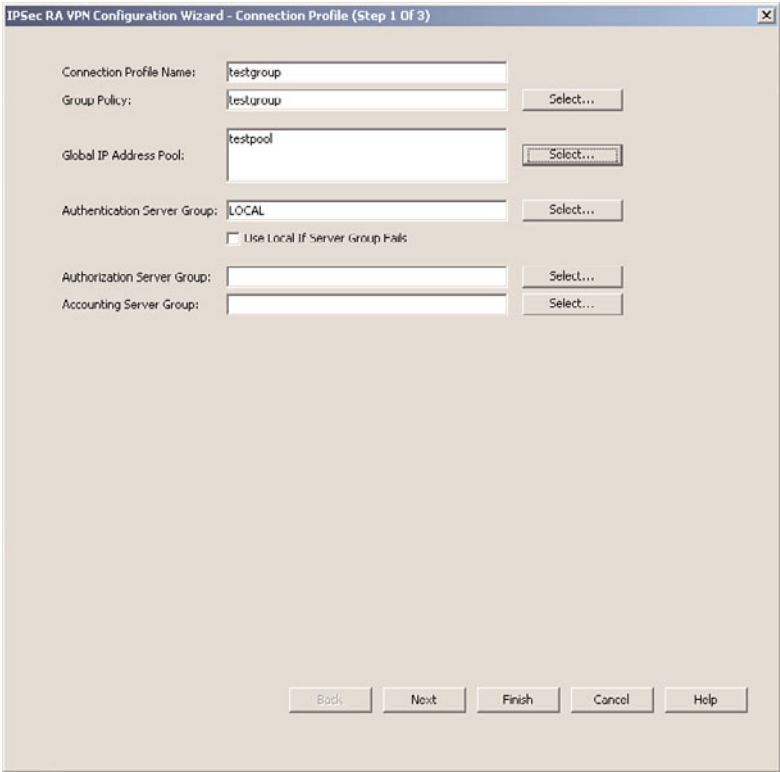 IPSec RA VPN Configuration Wizard - Connection Profile (Step 1 Of 3)
Connection Profile Name: testgroup
Group Policy: testgroup Select...
Global IP Address Pool: testpool Select...
Authentication Server Group: LOCAL Select...
Use Local If Server Group Fails
Authorization Server Group: Select...
Accounting Server Group: Select...
Back Next Finish Cancel Help